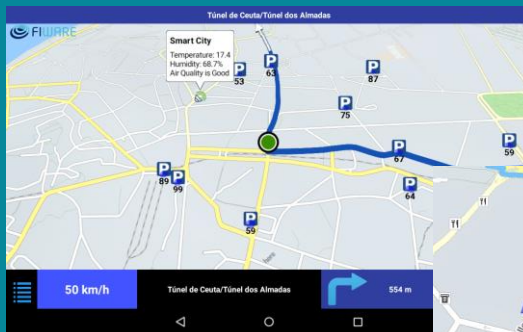 Túnel de Ceuta/Túnel dos Almadas
FIWARE
Smart City
Temperature: 17.4
Humidity: 68.7%
Air Quality is Good
P
53
P
63
P
87
P
75
P
67
P
59
P
89
P
99
P
64
P
59
50 km/h
Túnel de Ceuta/Túnel dos Almadas
554 m